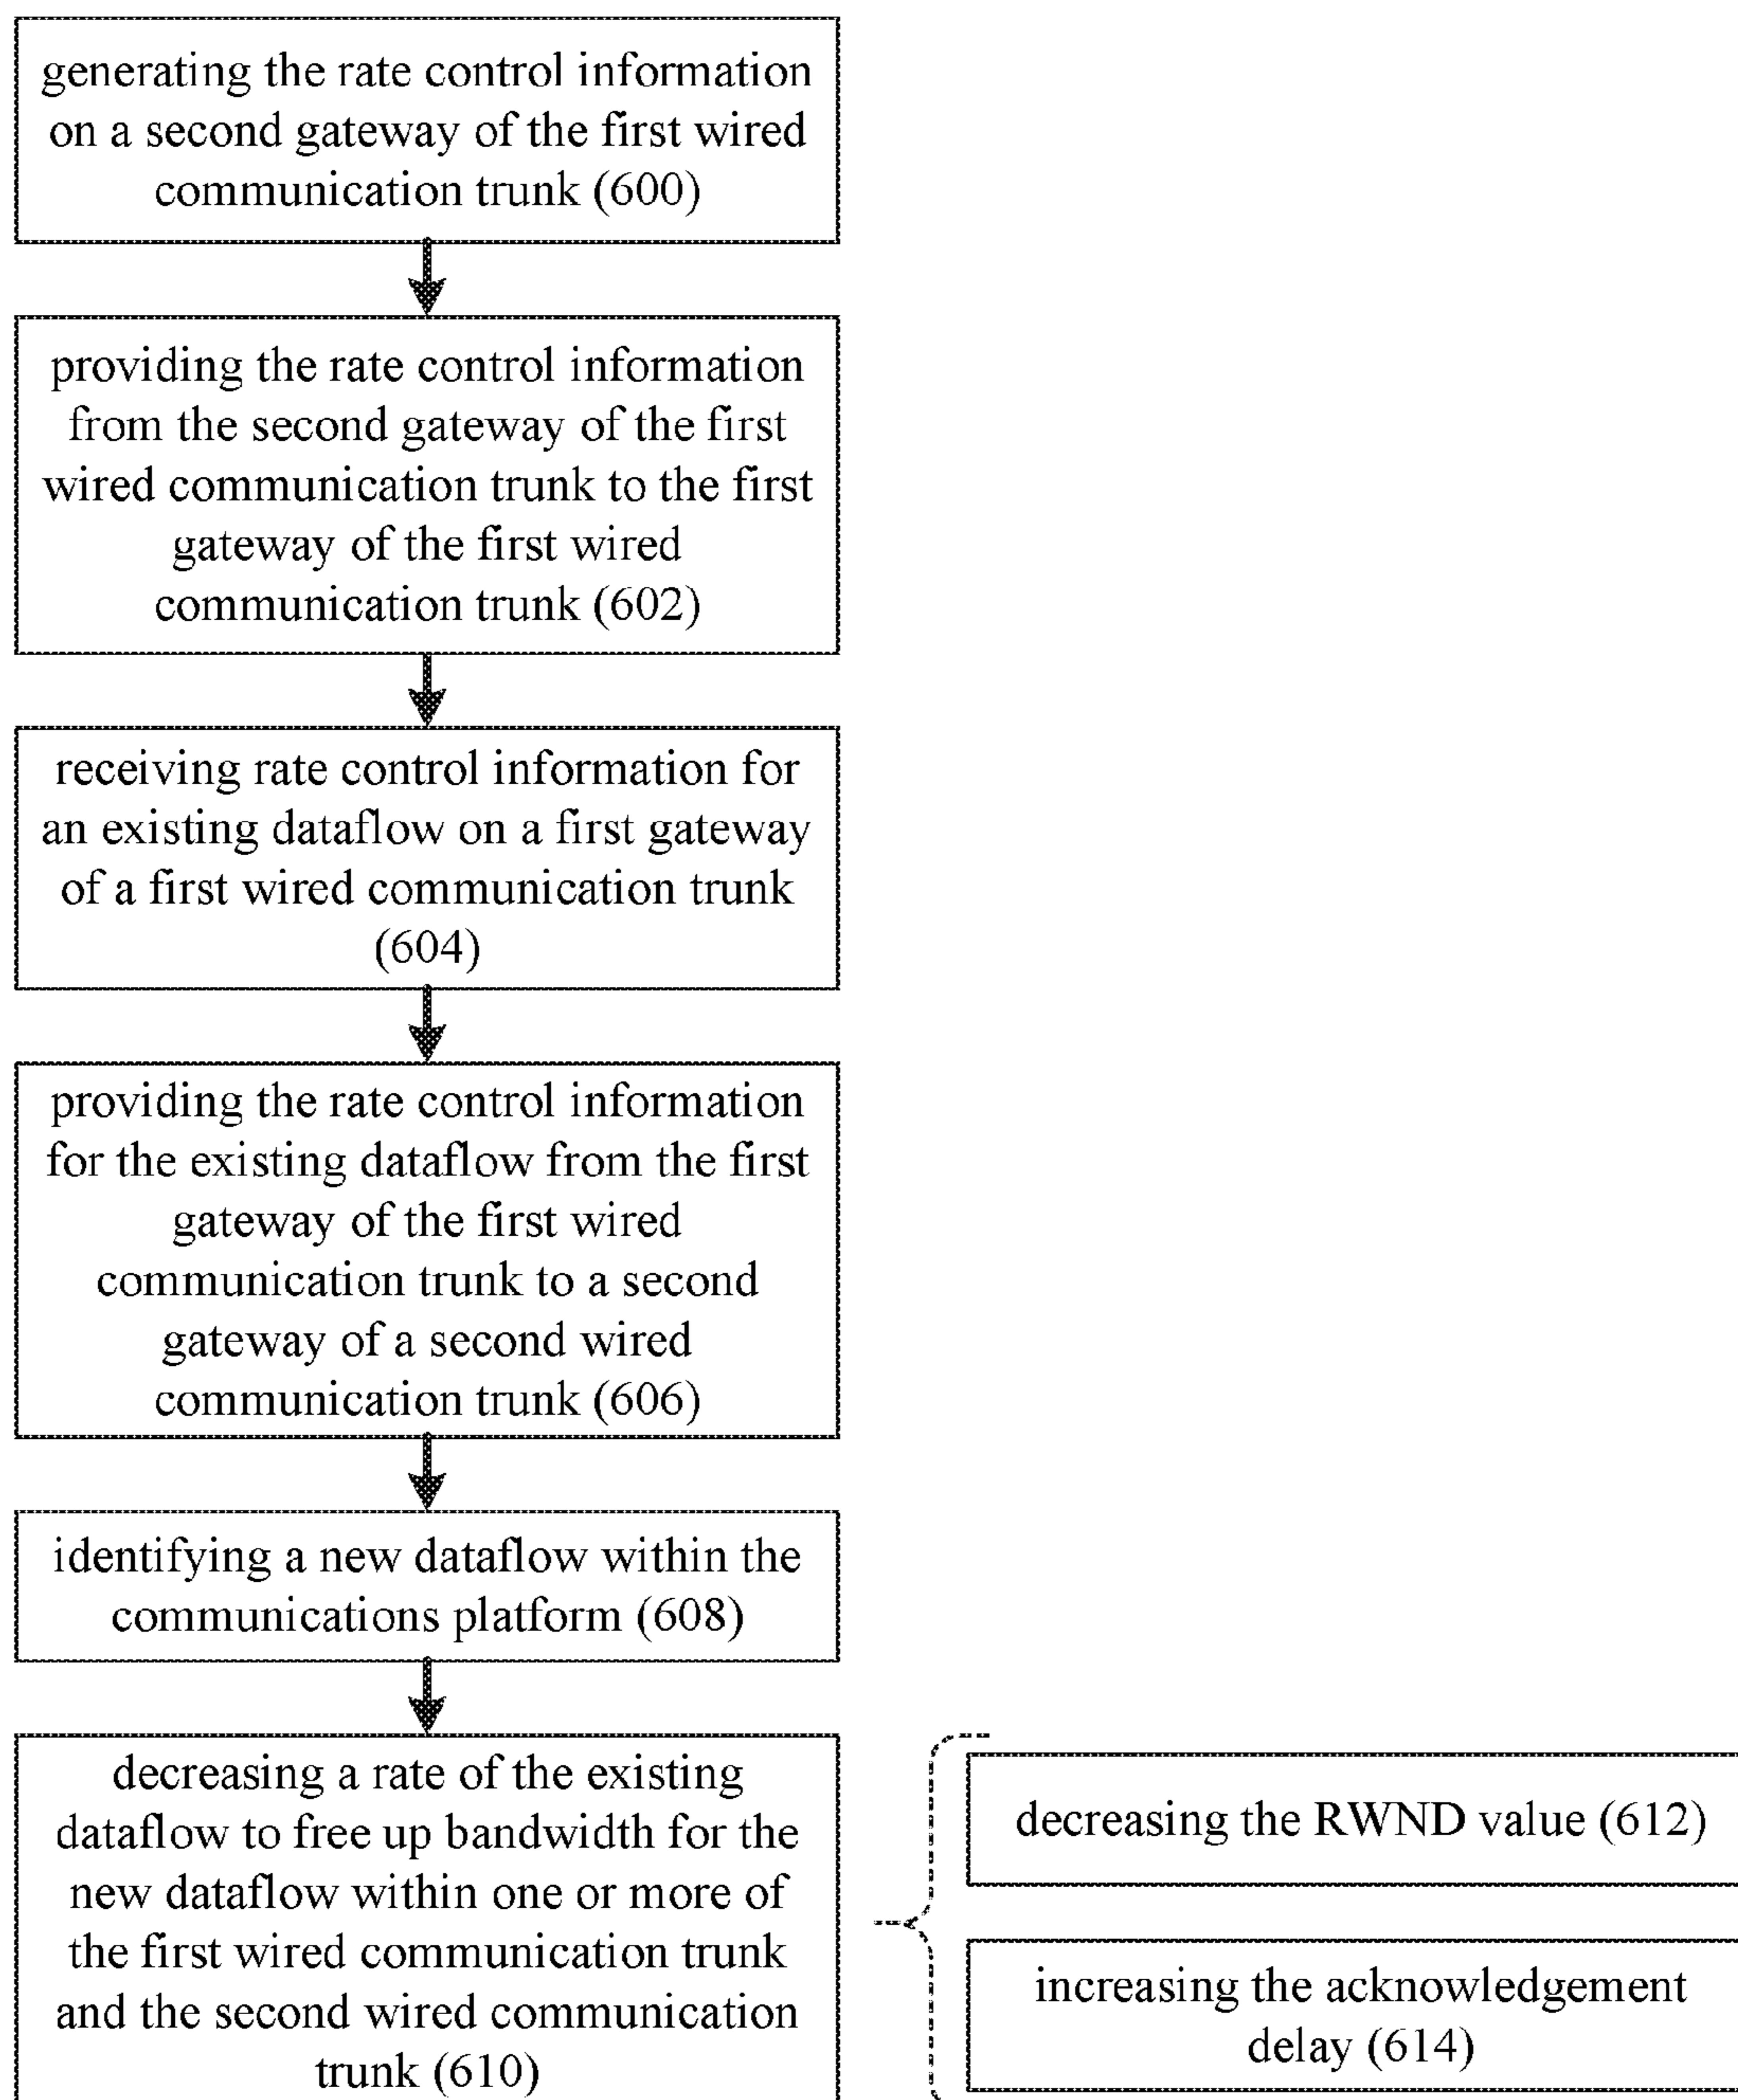 generating the rate control information
on a second gateway of the first wired
communication trunk (600)
providing the rate control information
from the second gateway of the first
wired communication trunk to the first
gateway of the first wired
communication trunk (602)
receiving rate control information for
an existing dataflow on a first gateway
of a first wired communication trunk
(604)
providing the rate control information
for the existing dataflow from the first
gateway of the first wired
communication trunk to a second
gateway of a second wired
communication trunk (606)
identifying a new dataflow within the
communications platform (608)
decreasing a rate of the existing
dataflow to free up bandwidth for the
new dataflow within one or more of
the first wired communication trunk
and the second wired communication
trunk (610)
decreasing the RWND value (612)
increasing the acknowledgement
delay (614)